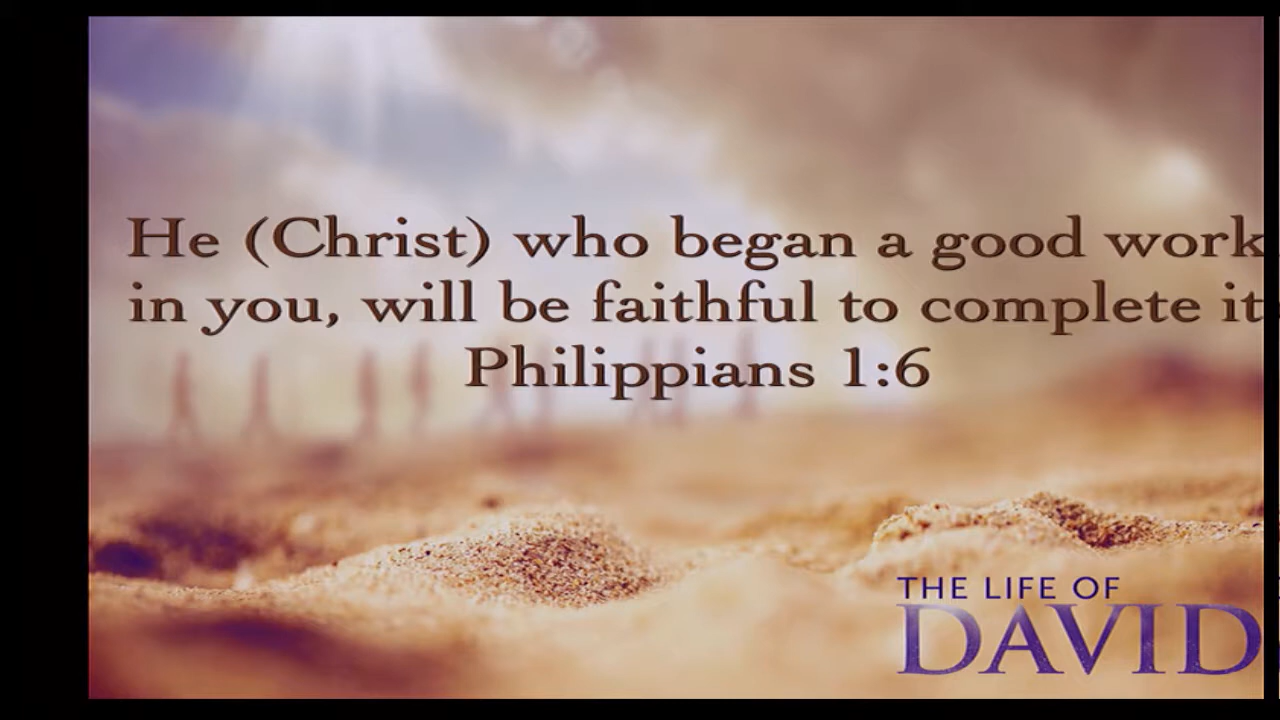 He (Christ) who began a good work
in you, will be faithful to complete it
Philippians 1:6
THE LIFE OF
DAVID